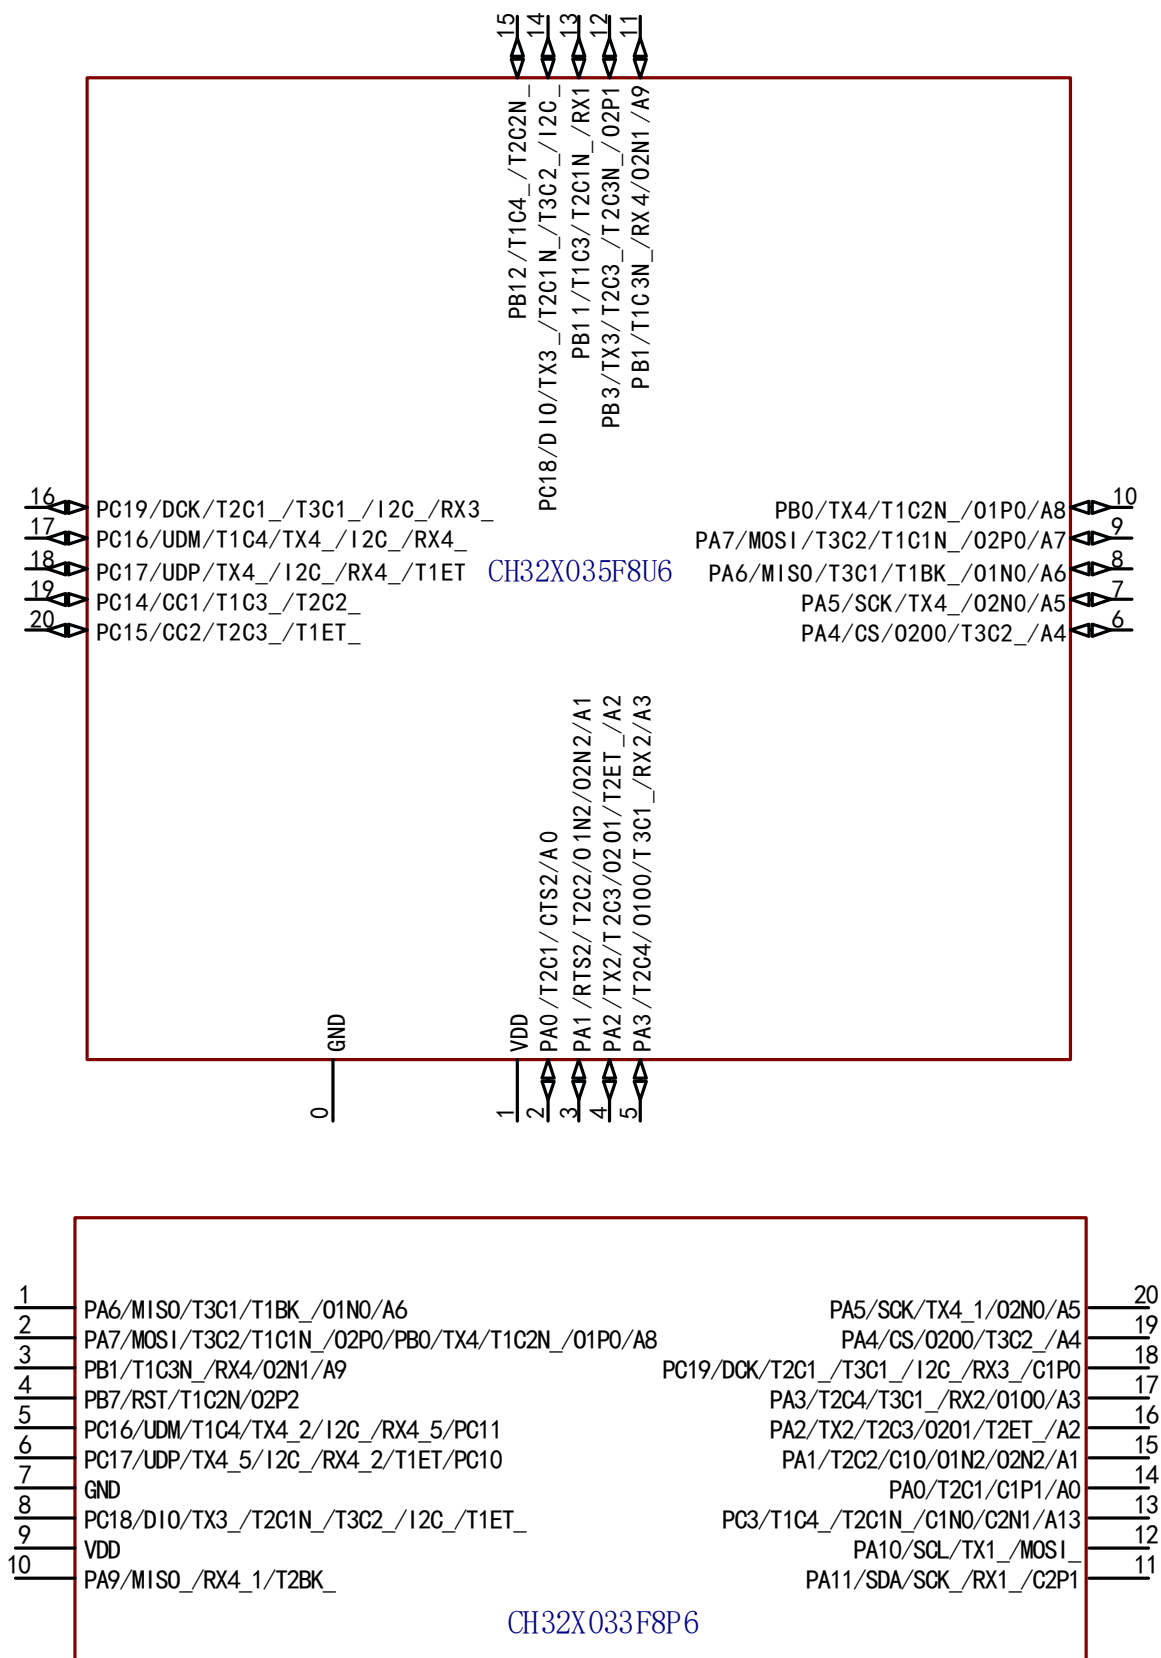 15
14
13
12
11
PB12/T1C4_/T2C2N_
PC18/DIO/TX3_/T2C1N_/T3C2_/I2C_
PB11/T1C3/T2C1N_/RX1
PB3/TX3/T2C3_/T2C3N_/O2P1
PB1/T1C3N_/RX4/O2N1/A9
16
PC19/DCK/T2C1_/T3C1_/I2C_/RX3_
17
PC16/UDM/T1C4/TX4_/I2C_/RX4_
18
PC17/UDP/TX4_/I2C_/RX4_/T1ET
19
PC14/CC1/T1C3_/T2C2_
20
PC15/CC2/T2C3_/T1ET_
CH32X035F8U6
PB0/TX4/T1C2N_/O1P0/A8
10
PA7/MOSI/T3C2/T1C1N_/O2P0/A7
9
PA6/MISO/T3C1/T1BK_/O1N0/A6
8
PA5/SCK/TX4_/O2N0/A5
7
PA4/CS/O2O0/T3C2_/A4
6
GND
VDD
PA0/T2C1/CTS2/A0
PA1/RTS2/T2C2/O1N2/O2N2/A1
PA2/TX2/T2C3/O2O1/T2ET_/A2
PA3/T2C4/O1O0/T3C1_/RX2/A3
0
1
2
3
4
5
1
PA6/MISO/T3C1/T1BK_/O1N0/A6
2
PA7/MOSI/T3C2/T1C1N_/O2P0/PB0/TX4/T1C2N_/O1P0/A8
3
PB1/T1C3N_/RX4/O2N1/A9
4
PB7/RST/T1C2N/O2P2
5
PC16/UDM/T1C4/TX4_2/I2C_/RX4_5/PC11
6
PC17/UDP/TX4_5/I2C_/RX4_2/T1ET/PC10
7
GND
8
PC18/DIO/TX3_/T2C1N_/T3C2_/I2C_/T1ET_
9
VDD
10
PA9/MISO_/RX4_1/T2BK_
PA5/SCK/TX4_1/O2N0/A5
20
PA4/CS/O2O0/T3C2_/A4
19
PC19/DCK/T2C1_/T3C1_/I2C_/RX3_/C1P0
18
PA3/T2C4/T3C1_/RX2/O1O0/A3
17
PA2/TX2/T2C3/O2O1/T2ET_/A2
16
PA1/T2C2/C1O/O1N2/O2N2/A1
15
PA0/T2C1/C1P1/A0
14
PC3/T1C4_/T2C1N_/C1N0/C2N1/A13
13
PA10/SCL/TX1_/MOSI_
12
PA11/SDA/SCK_/RX1_/C2P1
11
CH32X033F8P6